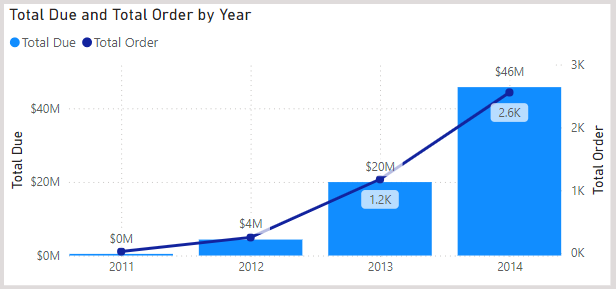 Total Due and Total Order by Year
Total Due Total Order
$46M
3K
$40M
2.6K
2K
Total Due
Total Order
$20M
$20M
1.2K
1K
$4M
$0M
$0M
0K
2011 2012 2013 2014